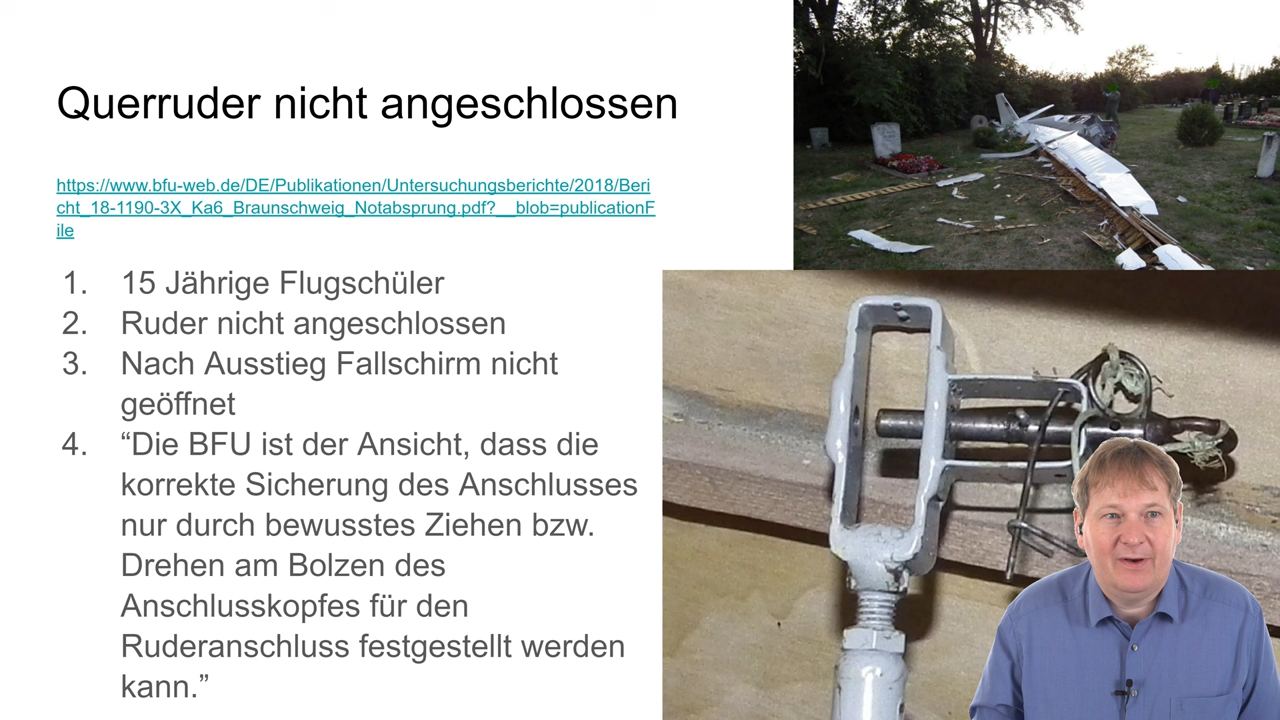 Querruder nicht angeschlossen
https://www.bfu-web.de/DE/Publikationen/Untersuchungsberichte/2018/Beri
cht_18-1190-3X_Ka6_Braunschweig_Notabsprung.pdf?__blob=publicationF
ile
1. 15 Jährige Flugschüler
2. Ruder nicht angeschlossen
3. Nach Ausstieg Fallschirm nicht
geöffnet
4. “Die BFU ist der Ansicht, dass die
korrekte Sicherung des Anschlusses
nur durch bewusstes Ziehen bzw.
Drehen am Bolzen des
Anschlusskopfes für den
Ruderanschluss festgestellt werden
kann.”